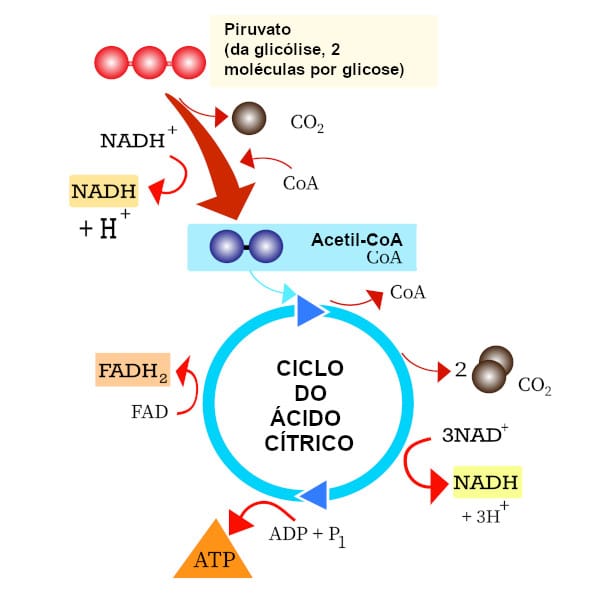 Piruvato
(da glicólise, 2
moléculas por glicose)
CO₂
NADH⁺
CoA
NADH
+ H⁺
Acetil-CoA
CoA
CoA
CICLO
DO
ÁCIDO
CÍTRICO
FADH₂
FAD
2
CO₂
3NAD⁺
NADH
+ 3H⁺
ADP + P₁
ATP